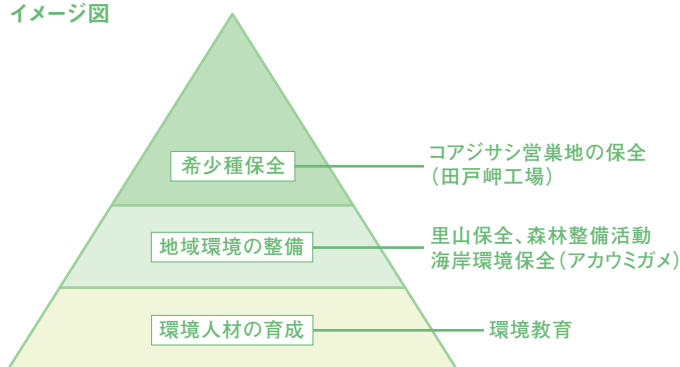 イメージ図
希少種保全
コアジサシ営巣地の保全
（田戸岬工場）
地域環境の整備
里山保全、森林整備活動
海岸環境保全（アカウミガメ）
環境人材の育成
環境教育